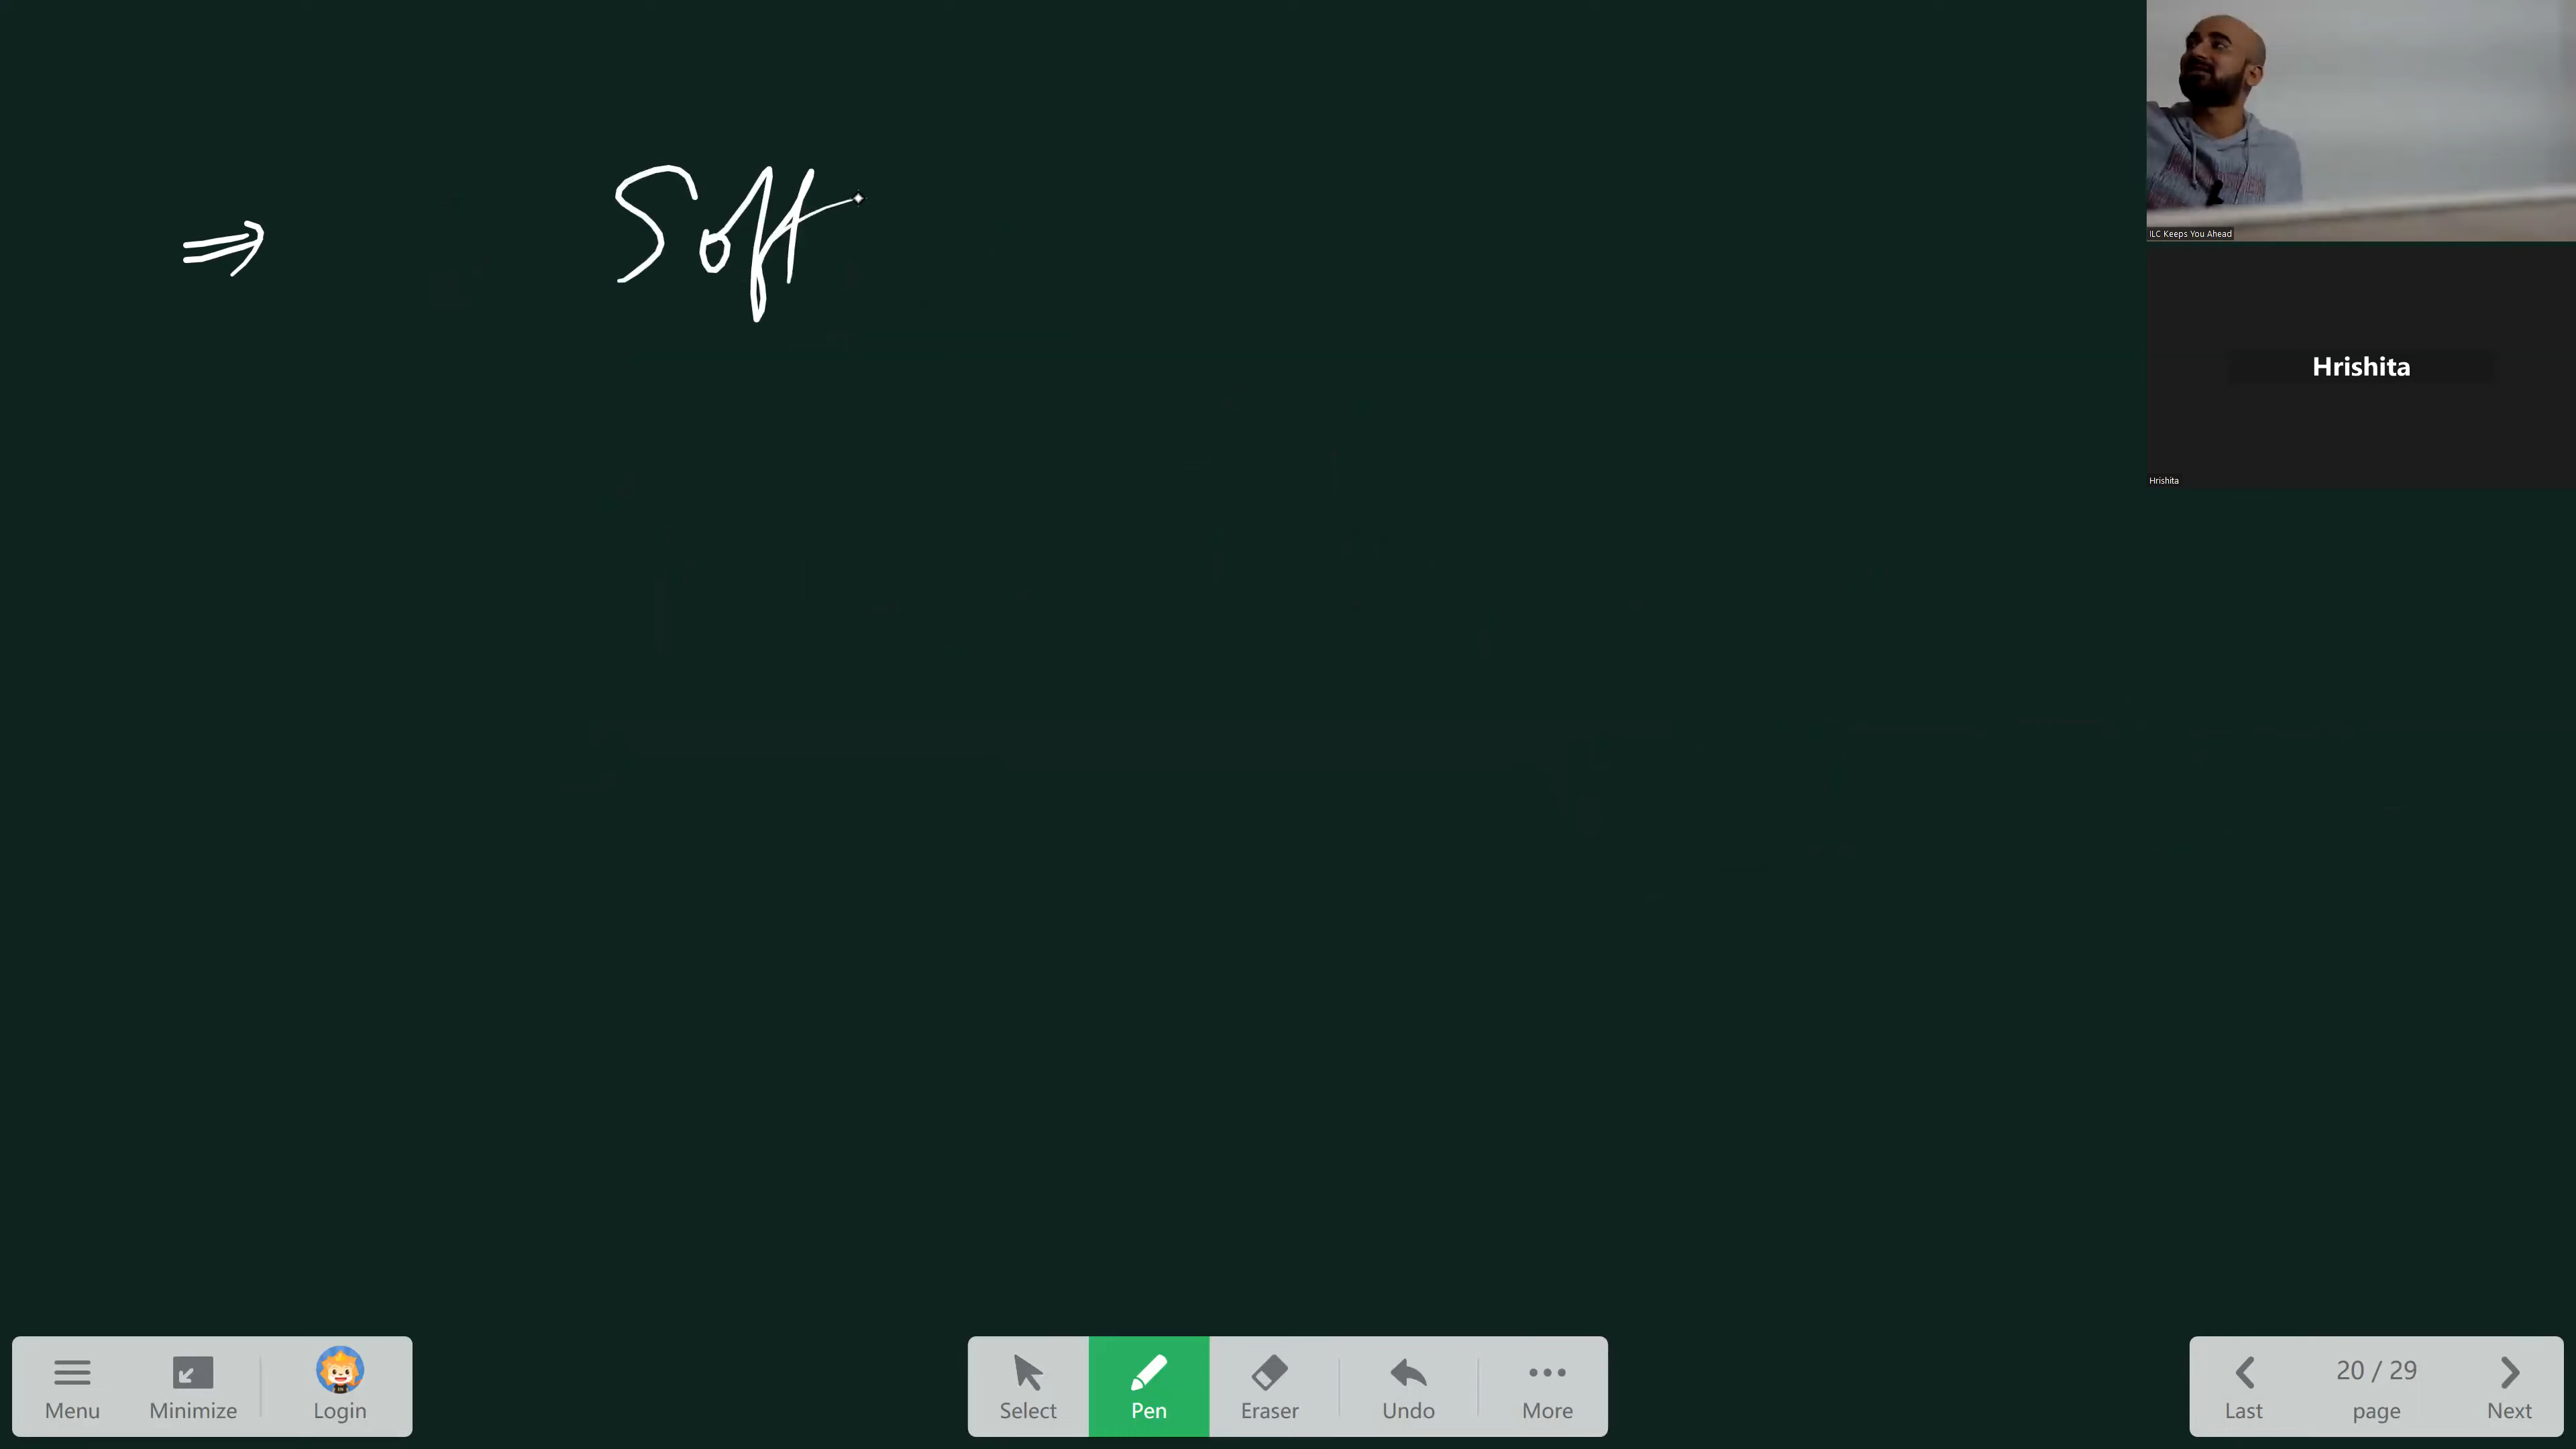 ⇒ Soft
ILC Keeps You Ahead
Hrishita
Hrishita
Menu Minimize Login Select Pen Eraser Undo More Last 20 / 29 page Next